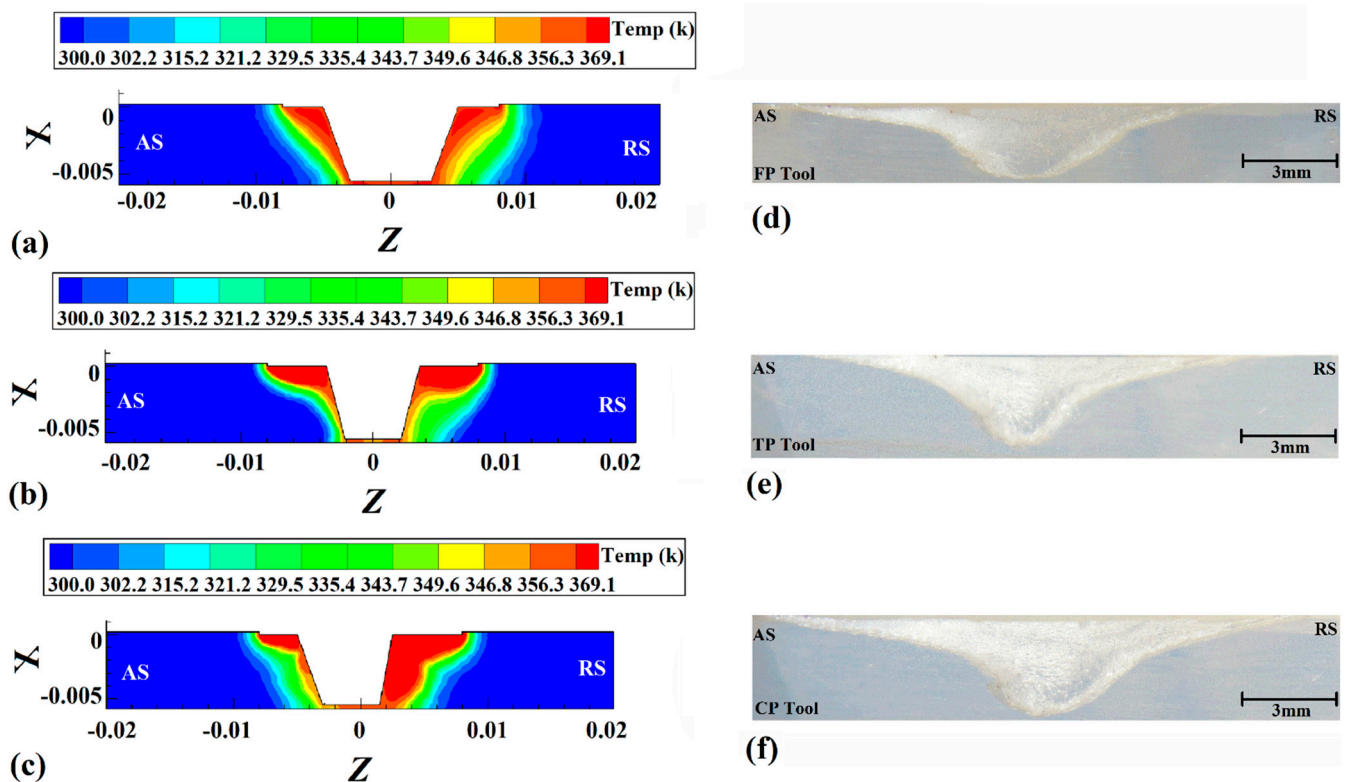 Temp (k)
300.0 302.2 315.2 321.2 329.5 335.4 343.7 349.6 346.8 356.3 369.1
X
0
-0.005
AS
RS
-0.02 -0.01 0 0.01 0.02
Z
(a)
AS
RS
FP Tool
3mm
(d)
Temp (k)
300.0 302.2 315.2 321.2 329.5 335.4 343.7 349.6 346.8 356.3 369.1
X
0
-0.005
AS
RS
-0.02 -0.01 0 0.01 0.02
Z
(b)
AS
RS
TP Tool
3mm
(e)
Temp (k)
300.0 302.2 315.2 321.2 329.5 335.4 343.7 349.6 346.8 356.3 369.1
X
0
-0.005
AS
RS
-0.02 -0.01 0 0.01 0.02
Z
(c)
AS
RS
CP Tool
3mm
(f)